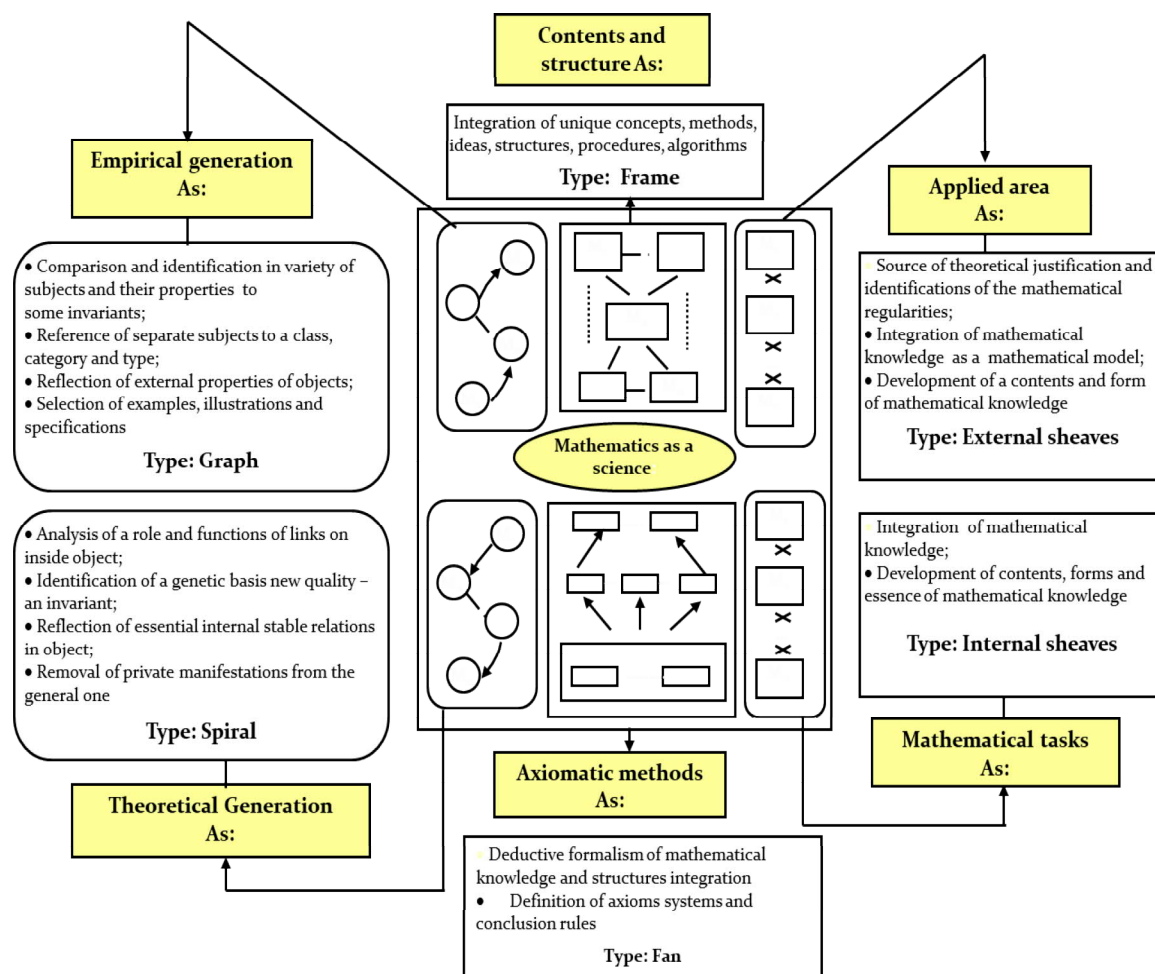 Contents and
structure As:
Integration of unique concepts, methods,
ideas, structures, procedures, algorithms
Type: Frame
Empirical generation
As:
• Comparison and identification in variety of
subjects and their properties to
some invariants;
• Reference of separate subjects to a class,
category and type;
• Reflection of external properties of objects;
• Selection of examples, illustrations and
specifications
Type: Graph
Applied area
As:
• Source of theoretical justification and
identifications of the mathematical
regularities;
• Integration of mathematical
knowledge as a mathematical model;
• Development of a contents and form
of mathematical knowledge
Type: External sheaves
Mathematics as a
science
• Analysis of a role and functions of links on
inside object;
• Identification of a genetic basis new quality –
an invariant;
• Reflection of essential internal stable relations
in object;
• Removal of private manifestations from the
general one
Type: Spiral
Theoretical Generation
As:
• Integration of mathematical
knowledge;
• Development of contents, forms and
essence of mathematical knowledge
Type: Internal sheaves
Mathematical tasks
As:
Axiomatic methods
As:
• Deductive formalism of mathematical
knowledge and structures integration
• Definition of axioms systems and
conclusion rules
Type: Fan